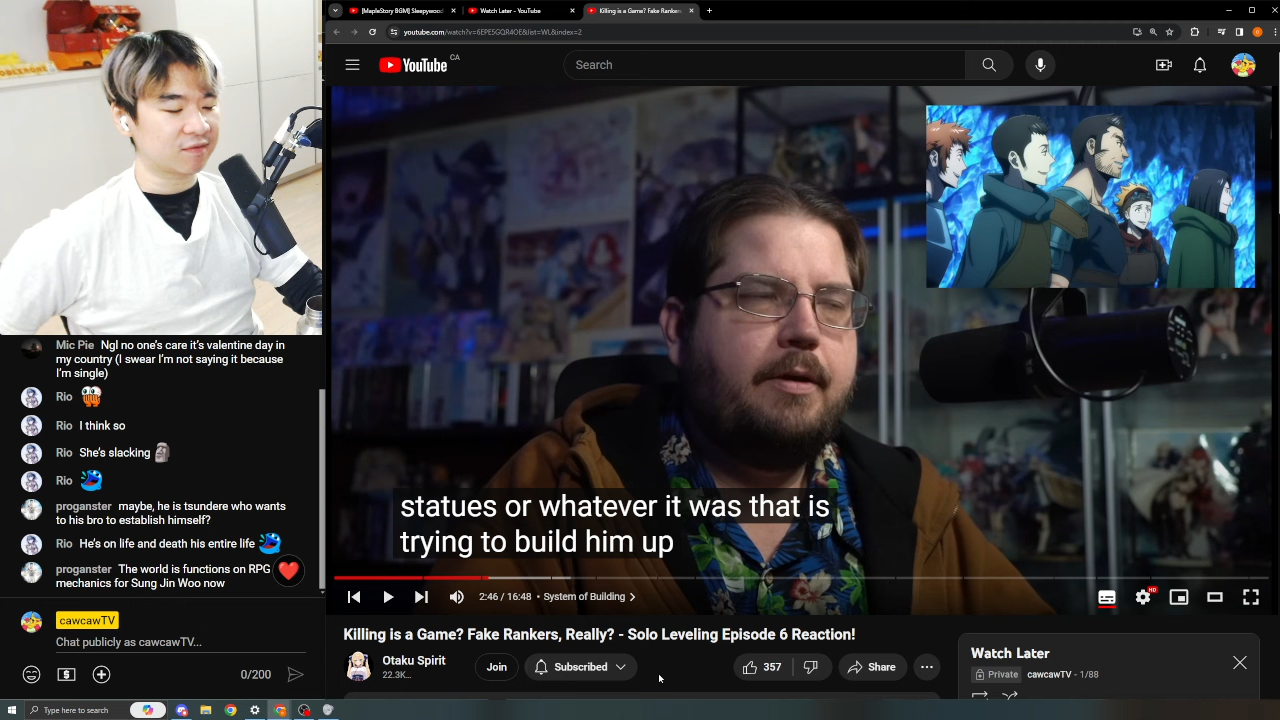 [MapleStory BGM] Sleepywood
Watch Later - YouTube
Killing is a Game? Fake Rankers,
youtube.com/watch?v=6EPE5GQR4OE&list=WL&index=2
YouTube CA
Search
statues or whatever it was that is
trying to build him up
2:46 / 16:48 • System of Building
HD
Killing is a Game? Fake Rankers, Really? - Solo Leveling Episode 6 Reaction!
Otaku Spirit
22.3K...
Join
Subscribed
357
Share
Watch Later
Private cawcawTV - 1/88
Mic Pie Ngl no one's care it's valentine day in
my country (I swear I'm not saying it because
I'm single)
Rio
Rio I think so
Rio She's slacking
Rio
proganster maybe, he is tsundere who wants
to his bro to establish himself?
Rio He's on life and death his entire life
proganster The world is functions on RPG
mechanics for Sung Jin Woo now
cawcawTV
Chat publicly as cawcawTV...
0/200
Type here to search